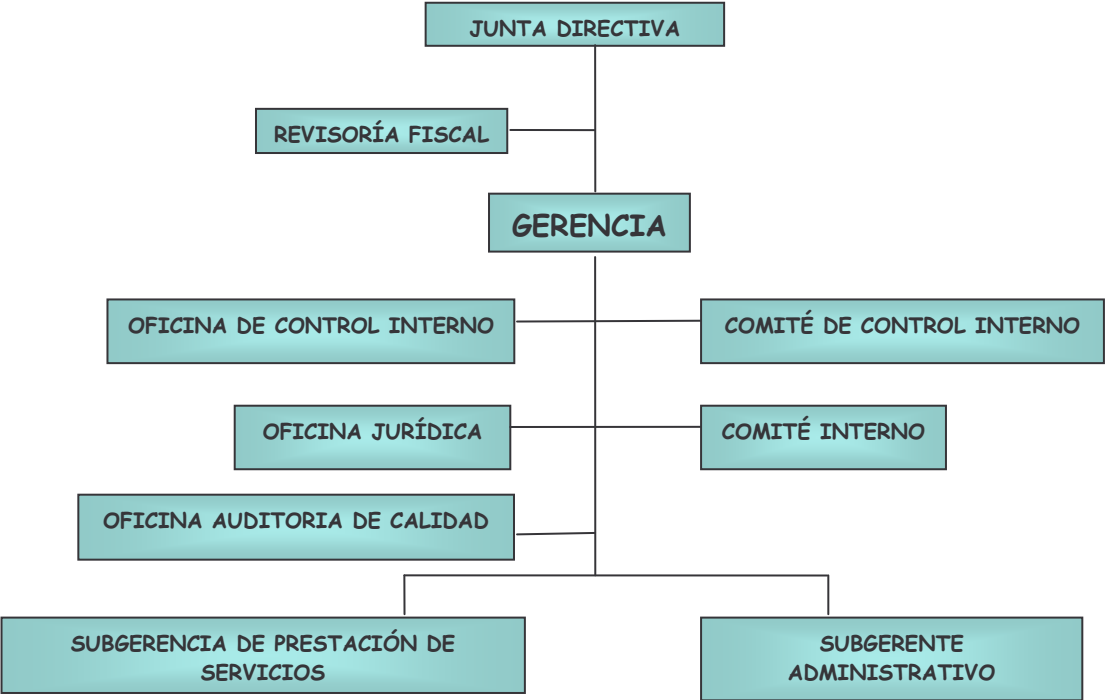 JUNTA DIRECTIVA
REVISORÍA FISCAL
GERENCIA
OFICINA DE CONTROL INTERNO
COMITÉ DE CONTROL INTERNO
OFICINA JURÍDICA
COMITÉ INTERNO
OFICINA AUDITORIA DE CALIDAD
SUBGERENCIA DE PRESTACIÓN DE
SERVICIOS
SUBGERENTE
ADMINISTRATIVO